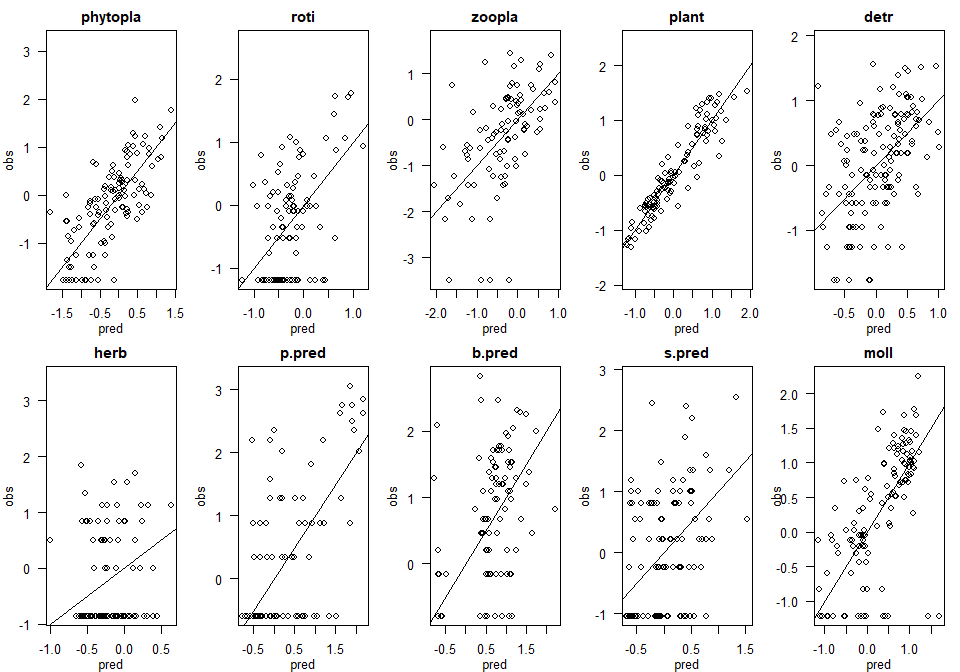 phytopla roti zoopla plant detr
obs obs obs obs obs
3 2 1 0 -1
2 1 0 -1
1 0 -1 -2 -3
2 1 0 -1 -2
2 1 0 -1
-1.5 -0.5 0.5 1.5
-1.0 0.0 1.0
-2.0 -1.0 0.0 1.0
-1.0 0.0 1.0 2.0
-0.5 0.0 0.5 1.0
pred pred pred pred pred
herb p.pred b.pred s.pred moll
obs obs obs obs obs
3 2 1 0 -1
3 2 1 0
2 1 0
3 2 1 0 -1
2.0 1.5 1.0 0.5 0.0 -0.5 -1.0
-1.0 -0.5 0.0 0.5
-0.5 0.5 1.5
-0.5 0.5 1.5
-0.5 0.5 1.5
-1.0 0.0 1.0
pred pred pred pred pred